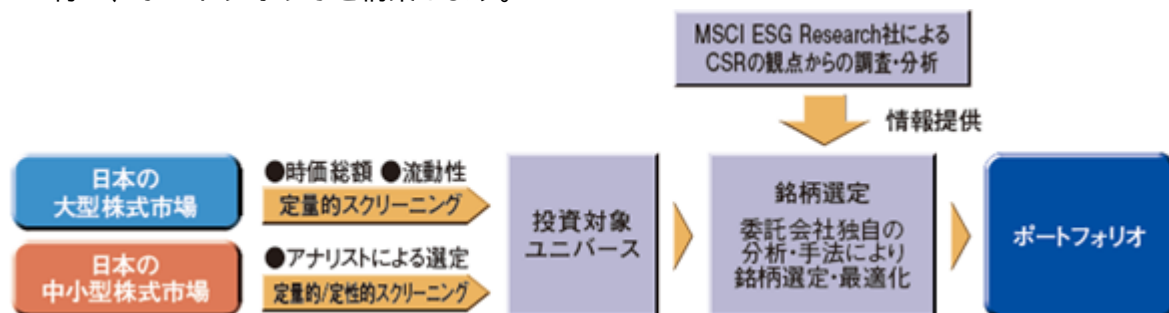 MSCI ESG Research社による
CSRの観点からの調査・分析
情報提供
日本の
大型株式市場
●時価総額 ●流動性
定量的スクリーニング
日本の
中小型株式市場
●アナリストによる選定
定量的/定性的スクリーニング
投資対象
ユニバース
銘柄選定
委託会社独自の
分析・手法により
銘柄選定・最適化
ポートフォリオ